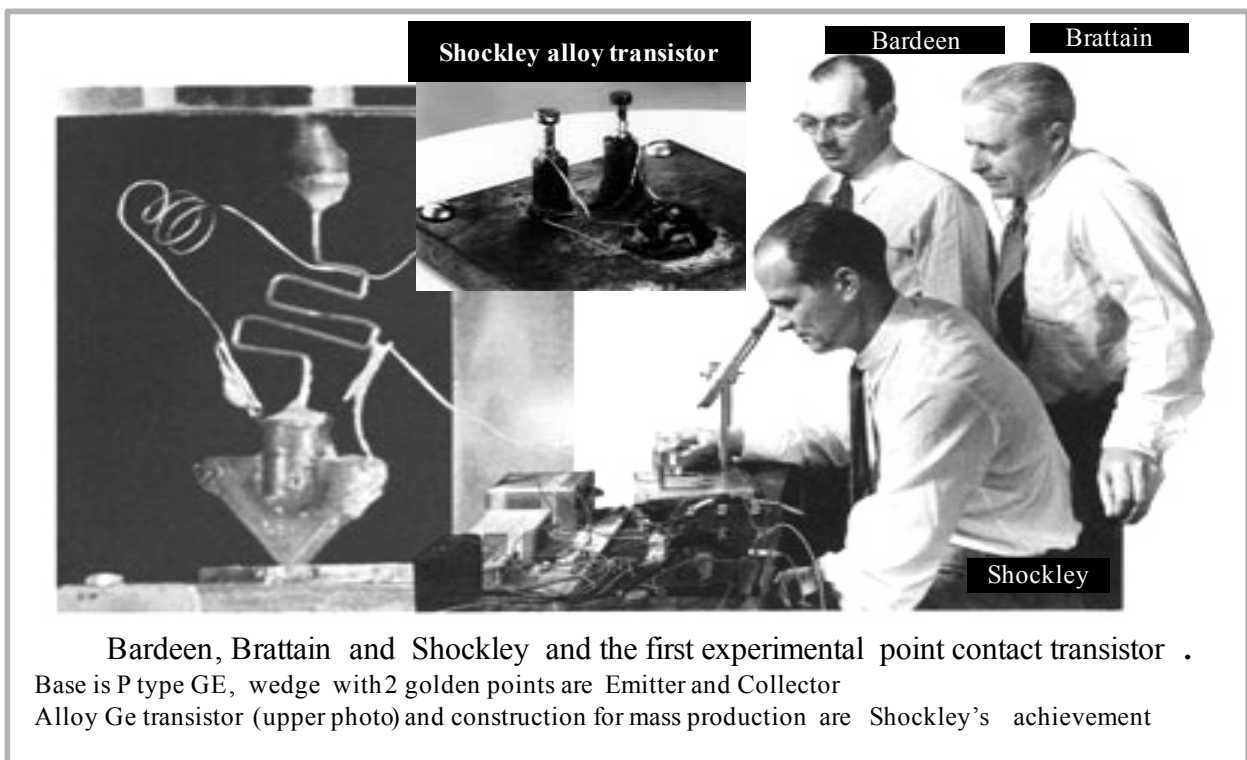 Shockley alloy transistor
Bardeen
Brattain
Shockley
Bardeen, Brattain and Shockley and the first experimental point contact transistor .
Base is P type GE, wedge with 2 golden points are Emitter and Collector
Alloy Ge transistor (upper photo) and construction for mass production are Shockley's achievement